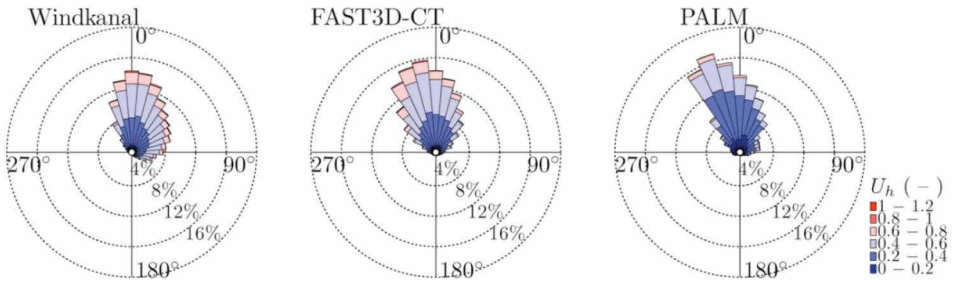 Windkanal
0°
270°
90°
4%
8%
12%
16%
180°
FAST3D-CT
0°
270°
90°
4%
8%
12%
16%
180°
PALM
0°
270°
90°
4%
8%
12%
16%
180°
U_h (−)
1 − 1.2
0.8 − 1
0.6 − 0.8
0.4 − 0.6
0.2 − 0.4
0 − 0.2